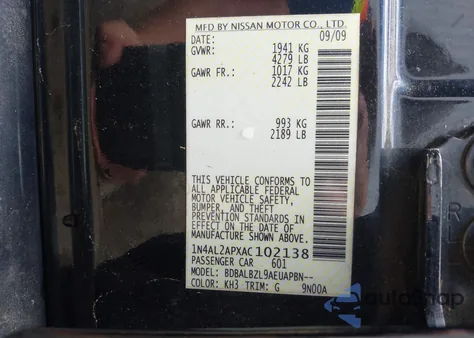 MFD BY NISSAN MOTOR CO., LTD.
DATE: 09/09
GVWR: 1941 KG
4279 LB
GAWR FR.: 1017 KG
2242 LB
GAWR RR.: 993 KG
2189 LB
THIS VEHICLE CONFORMS TO
ALL APPLICABLE FEDERAL
MOTOR VEHICLE SAFETY,
BUMPER, AND THEFT
PREVENTION STANDARDS IN
EFFECT ON THE DATE OF
MANUFACTURE SHOWN ABOVE.
1N4AL2APXAC102138
PASSENGER CAR 601
MODEL: BDBALBZL9AEUAPBN--
COLOR: KH3 TRIM: G 9N00A
AutoSnap